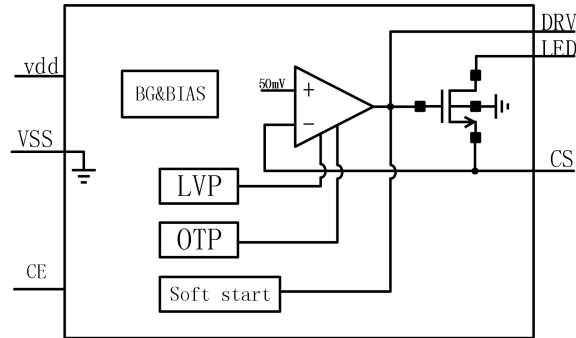 DRV
LED
vdd
50mV
+
BG&BIAS
−
VSS
CS
LVP
OTP
CE
Soft start